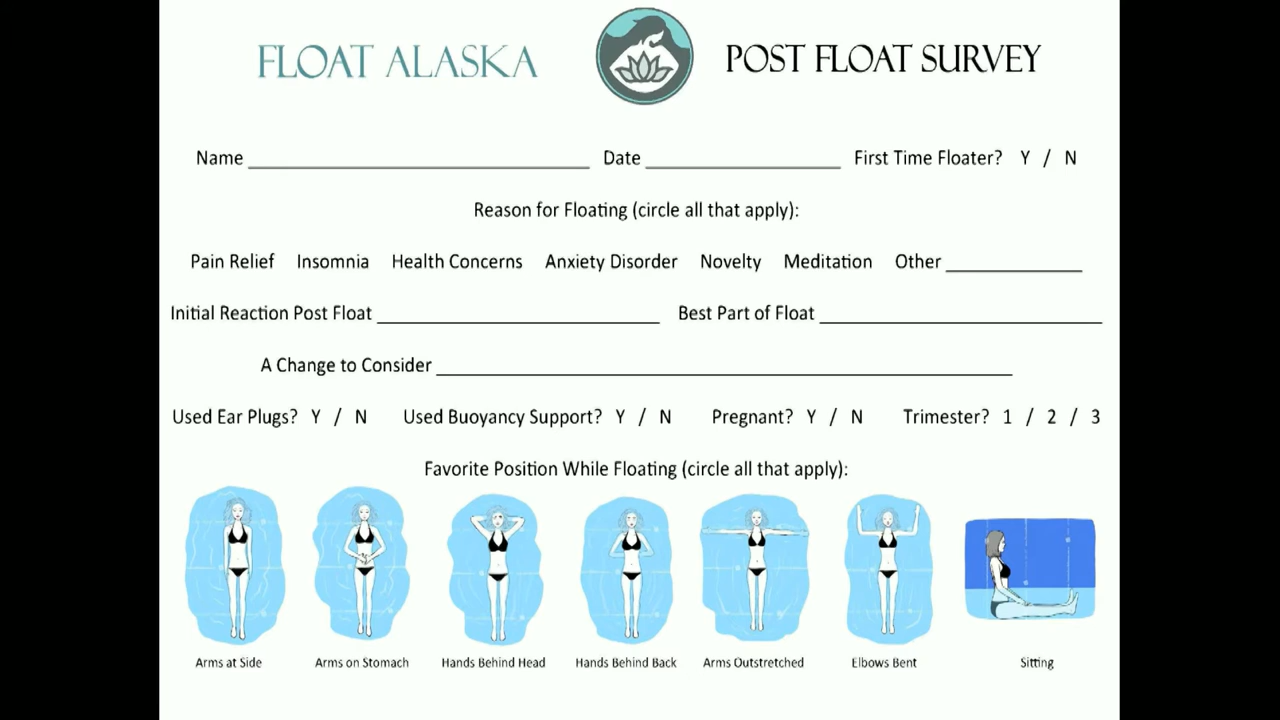 FLOAT ALASKA POST FLOAT SURVEY
Name Date First Time Floater? Y / N
Reason for Floating (circle all that apply):
Pain Relief Insomnia Health Concerns Anxiety Disorder Novelty Meditation Other
Initial Reaction Post Float Best Part of Float
A Change to Consider
Used Ear Plugs? Y / N Used Buoyancy Support? Y / N Pregnant? Y / N Trimester? 1 / 2 / 3
Favorite Position While Floating (circle all that apply):
Arms at Side Arms on Stomach Hands Behind Head Hands Behind Back Arms Outstretched Elbows Bent Sitting